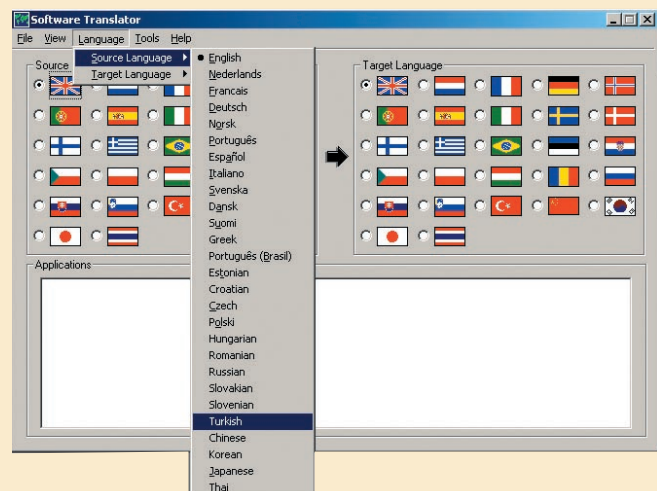 Software Translator
File View Language Tools Help
Source Language
Target Language
Source
Target Language
English
Nederlands
Francais
Deutsch
Norsk
Português
Español
Italiano
Svenska
Dansk
Suomi
Greek
Português (Brasil)
Estonian
Croatian
Czech
Polski
Hungarian
Romanian
Russian
Slovakian
Slovenian
Turkish
Chinese
Korean
Japanese
Thai
Applications